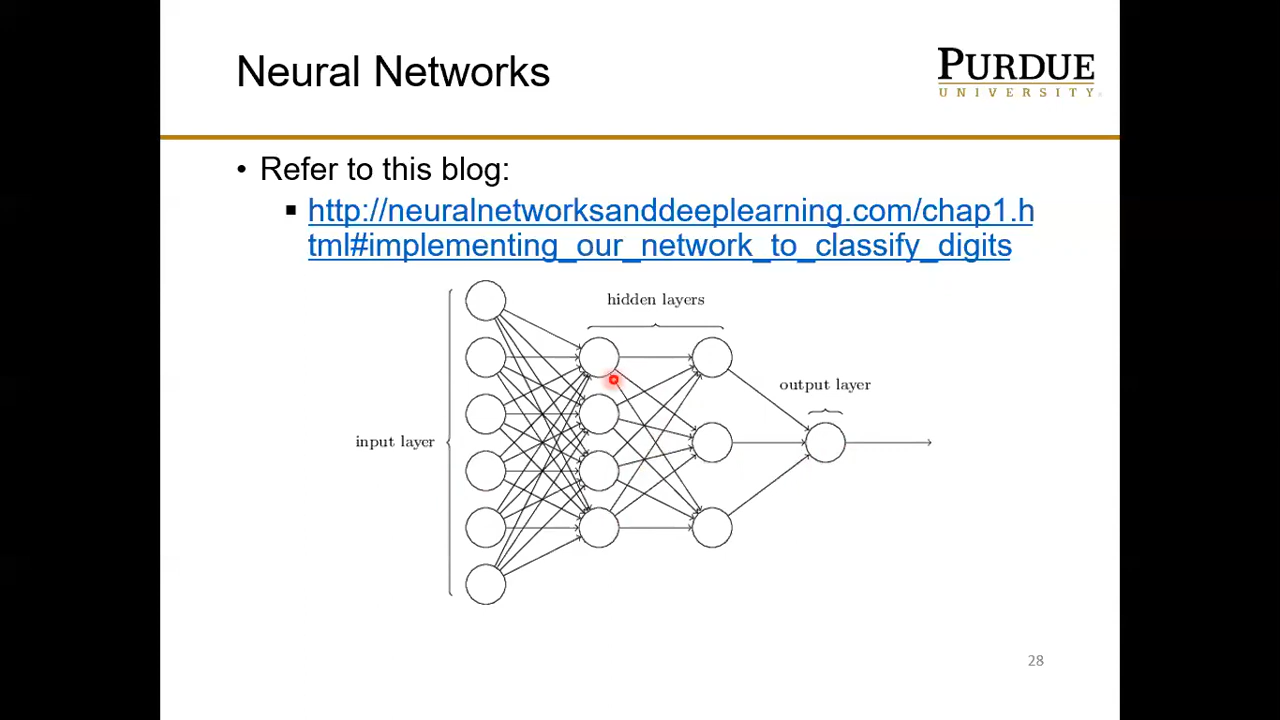 Neural Networks
PURDUE
UNIVERSITY
• Refer to this blog:
▪ http://neuralnetworksanddeeplearning.com/chap1.h
tml#implementing_our_network_to_classify_digits
hidden layers
output layer
input layer
28